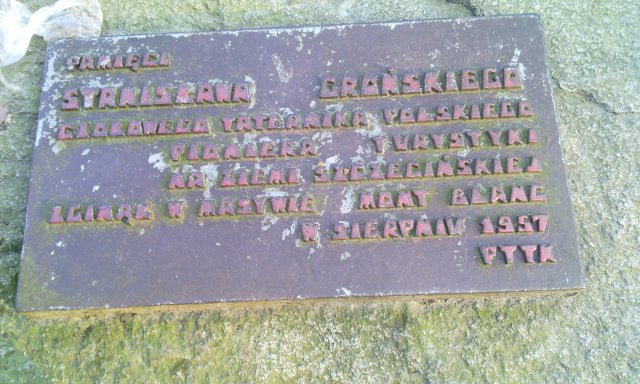 PAMIĘCI
STANISŁAWA GROŃSKIEGO
CZOŁOWEGO TATERNIKA POLSKIEGO
PIONIERA TURYSTYKI
NA ZIEMI SZCZECIŃSKIEJ
ZGINĄŁ W MASYWIE MONT BLANC
W SIERPNIU 1957
PTTK